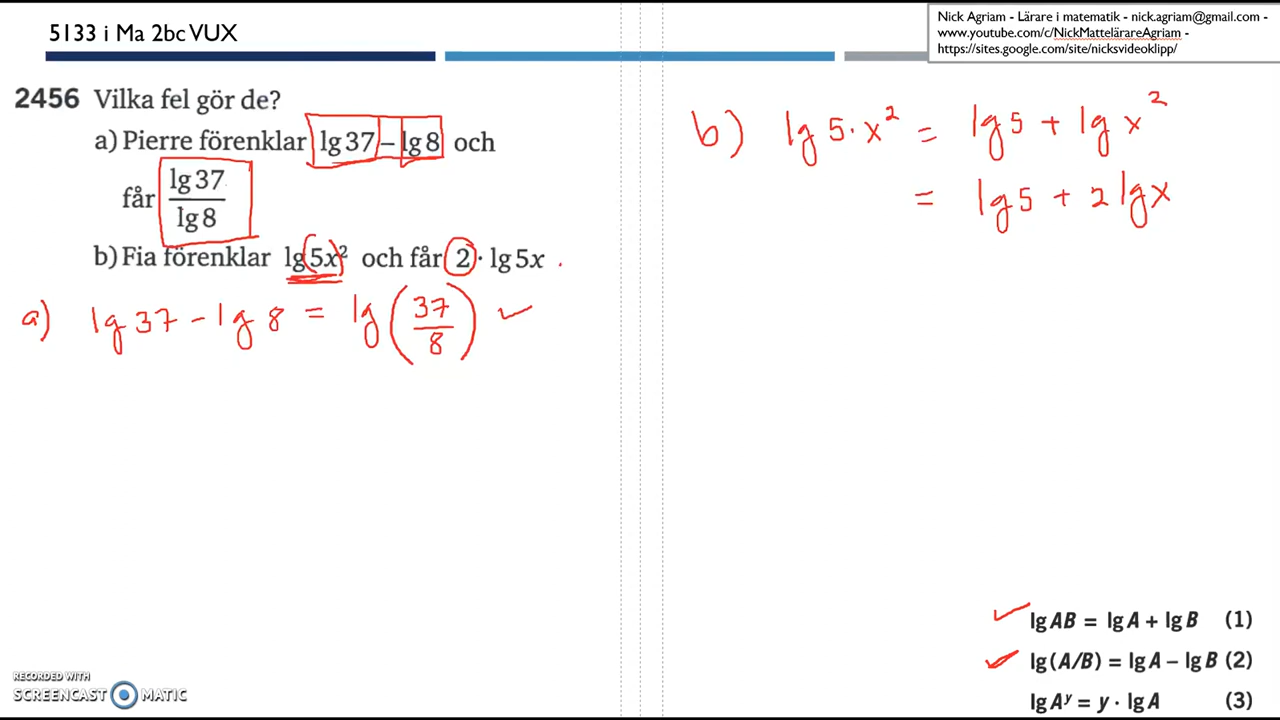 5133 i Ma 2bc VUX
Nick Agriam - Lärare i matematik - nick.agriam@gmail.com -
www.youtube.com/c/NickMattelärareAgriam -
https://sites.google.com/site/nicksvideoklipp/
2456 Vilka fel gör de?
a) Pierre förenklar lg 37 – lg 8 och
får lg 37 / lg 8
b) Fia förenklar lg 5x² och får 2 · lg 5x
a) lg 37 - lg 8 = lg (37/8) ✓
b) lg 5·x² = lg 5 + lg x²
= lg 5 + 2 lg x
✓ lg AB = lg A + lg B (1)
✓ lg (A/B) = lg A – lg B (2)
lg Aʸ = y · lg A (3)
RECORDED WITH
SCREENCAST MATIC